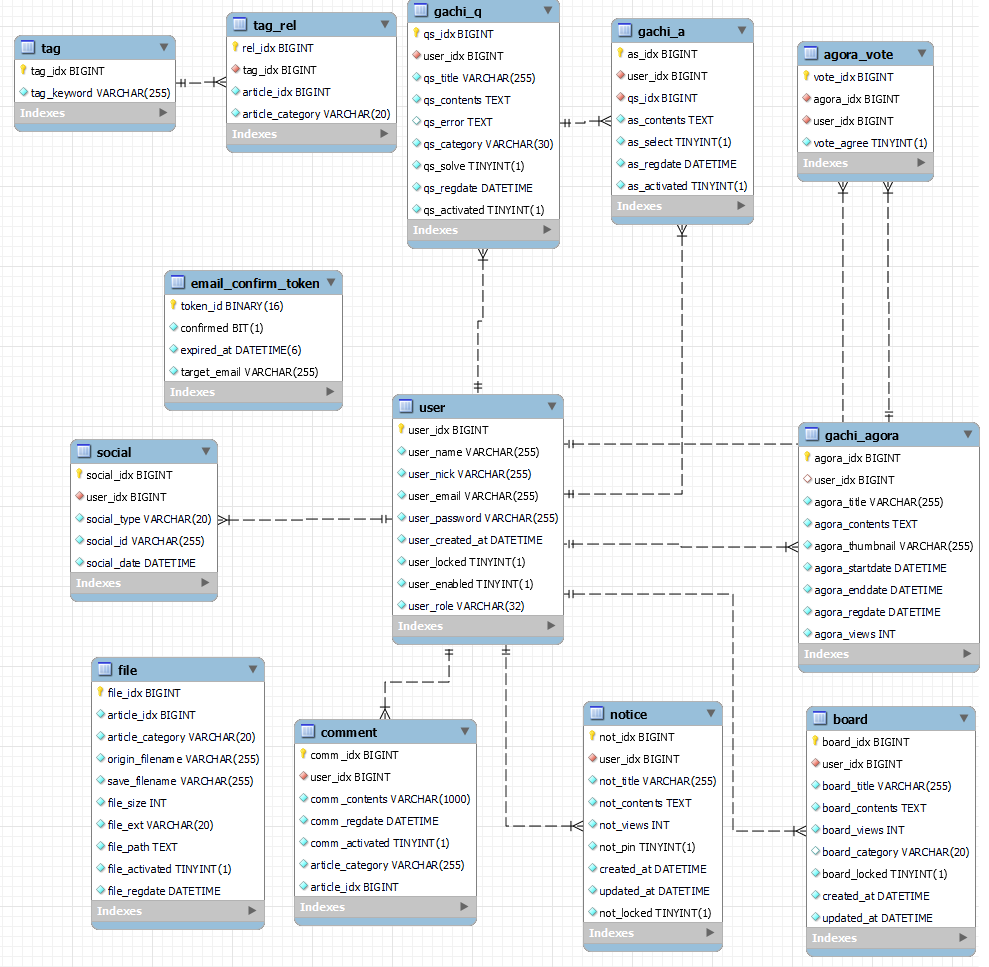 tag
tag_idx BIGINT
tag_keyword VARCHAR(255)
Indexes
tag_rel
rel_idx BIGINT
tag_idx BIGINT
article_idx BIGINT
article_category VARCHAR(20)
Indexes
gachi_q
qs_idx BIGINT
user_idx BIGINT
qs_title VARCHAR(255)
qs_contents TEXT
qs_error TEXT
qs_category VARCHAR(30)
qs_solve TINYINT(1)
qs_regdate DATETIME
qs_activated TINYINT(1)
Indexes
gachi_a
as_idx BIGINT
user_idx BIGINT
qs_idx BIGINT
as_contents TEXT
as_select TINYINT(1)
as_regdate DATETIME
as_activated TINYINT(1)
Indexes
agora_vote
vote_idx BIGINT
agora_idx BIGINT
user_idx BIGINT
vote_agree TINYINT(1)
Indexes
email_confirm_token
token_id BINARY(16)
confirmed BIT(1)
expired_at DATETIME(6)
target_email VARCHAR(255)
Indexes
user
user_idx BIGINT
user_name VARCHAR(255)
user_nick VARCHAR(255)
user_email VARCHAR(255)
user_password VARCHAR(255)
user_created_at DATETIME
user_locked TINYINT(1)
user_enabled TINYINT(1)
user_role VARCHAR(32)
Indexes
gachi_agora
agora_idx BIGINT
user_idx BIGINT
agora_title VARCHAR(255)
agora_contents TEXT
agora_thumbnail VARCHAR(255)
agora_startdate DATETIME
agora_enddate DATETIME
agora_regdate DATETIME
agora_views INT
Indexes
social
social_idx BIGINT
user_idx BIGINT
social_type VARCHAR(20)
social_id VARCHAR(255)
social_date DATETIME
Indexes
file
file_idx BIGINT
article_idx BIGINT
article_category VARCHAR(20)
origin_filename VARCHAR(255)
save_filename VARCHAR(255)
file_size INT
file_ext VARCHAR(20)
file_path TEXT
file_activated TINYINT(1)
file_regdate DATETIME
Indexes
comment
comm_idx BIGINT
user_idx BIGINT
comm_contents VARCHAR(1000)
comm_regdate DATETIME
comm_activated TINYINT(1)
article_category VARCHAR(255)
article_idx BIGINT
Indexes
notice
not_idx BIGINT
user_idx BIGINT
not_title VARCHAR(255)
not_contents TEXT
not_views INT
not_pin TINYINT(1)
created_at DATETIME
updated_at DATETIME
not_locked TINYINT(1)
Indexes
board
board_idx BIGINT
user_idx BIGINT
board_title VARCHAR(255)
board_contents TEXT
board_views INT
board_category VARCHAR(20)
board_locked TINYINT(1)
created_at DATETIME
updated_at DATETIME
Indexes